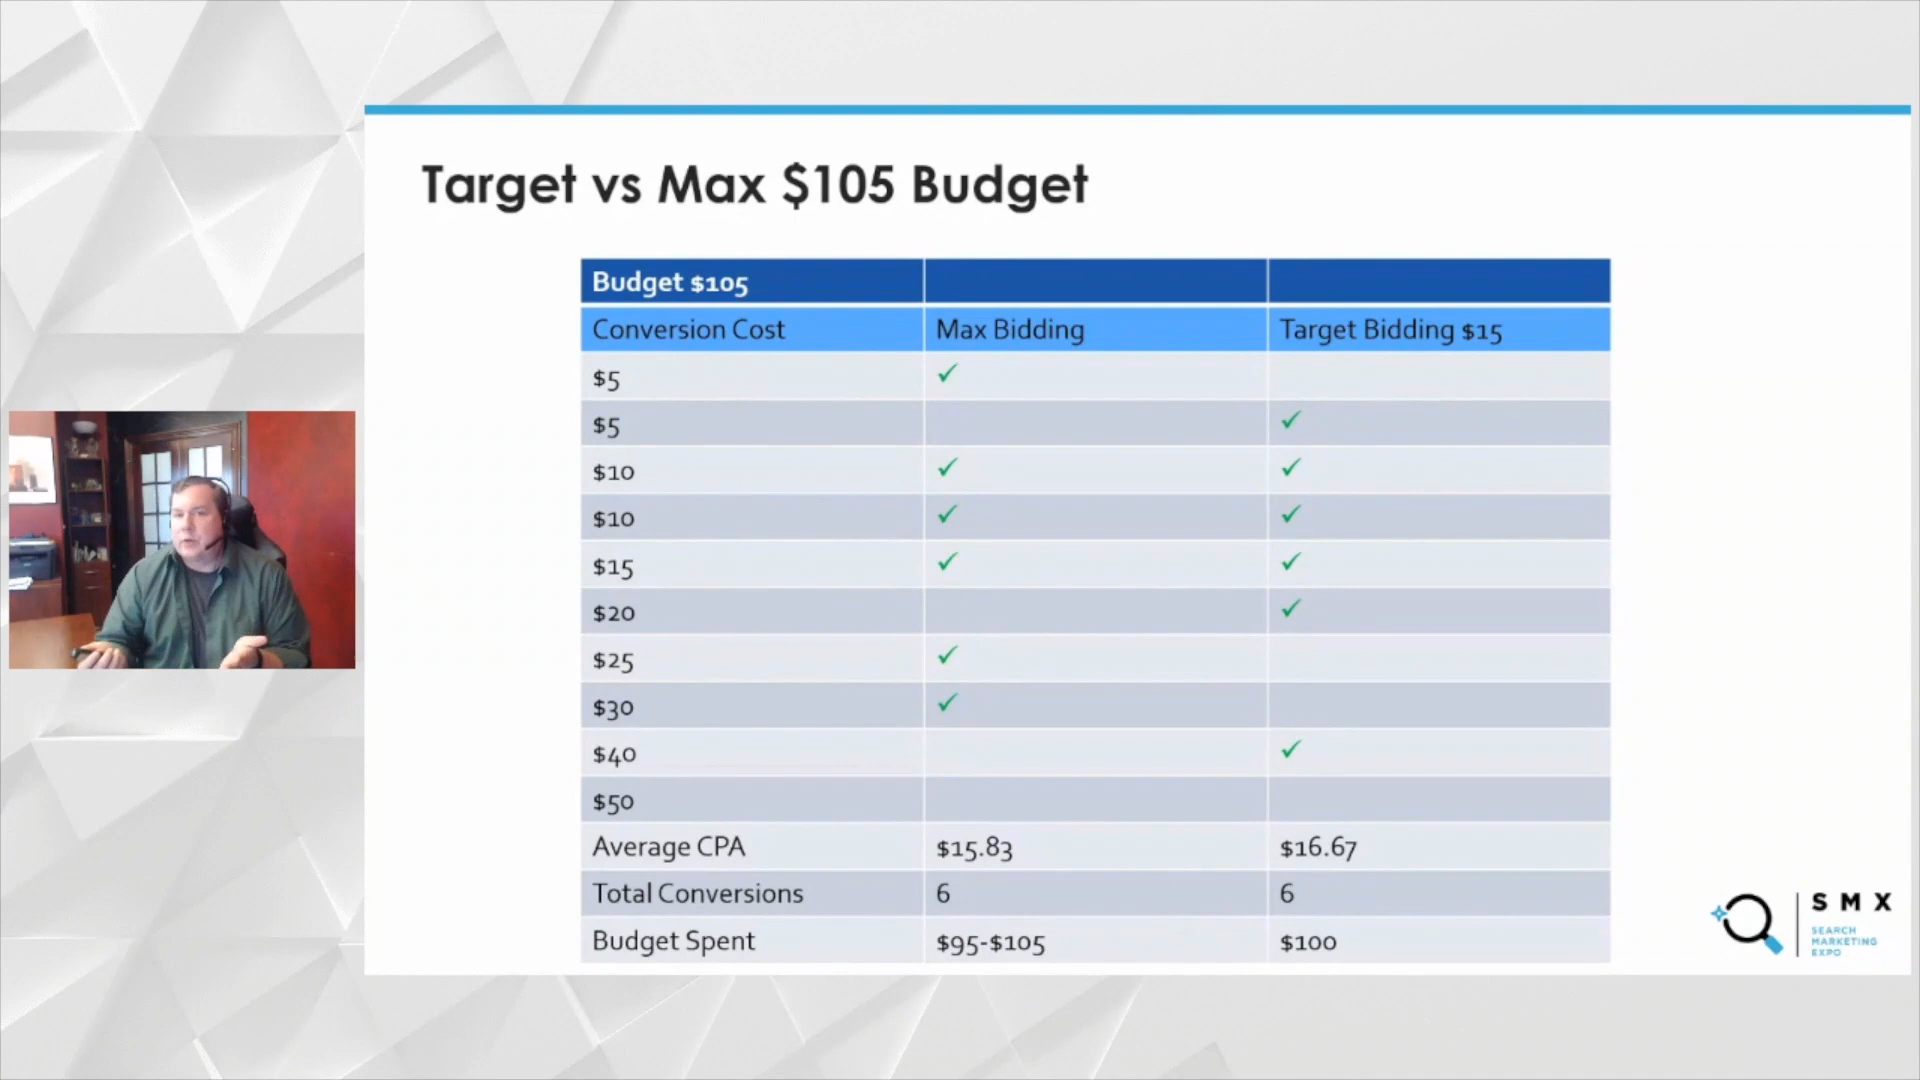 Target vs Max $105 Budget
Budget $105
Conversion Cost Max Bidding Target Bidding $15
$5 ✓
$5 ✓
$10 ✓ ✓
$10 ✓ ✓
$15 ✓ ✓
$20 ✓
$25 ✓
$30 ✓
$40 ✓
$50
Average CPA $15.83 $16.67
Total Conversions 6 6
Budget Spent $95-$105 $100
SMX
SEARCH
MARKETING
EXPO